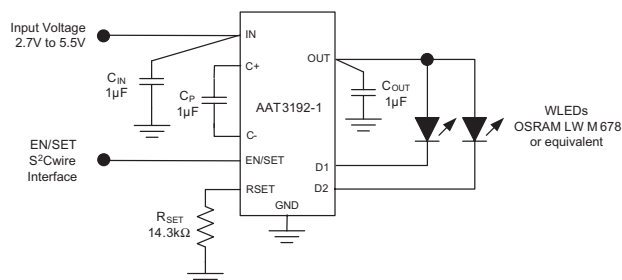 Input Voltage
2.7V to 5.5V
IN
OUT
C+
C-
CIN
1µF
CP
1µF
AAT3192-1
COUT
1µF
WLEDs
OSRAM LW M 678
or equivalent
EN/SET
S²Cwire
Interface
EN/SET
D1
RSET
D2
GND
RSET
14.3kΩ